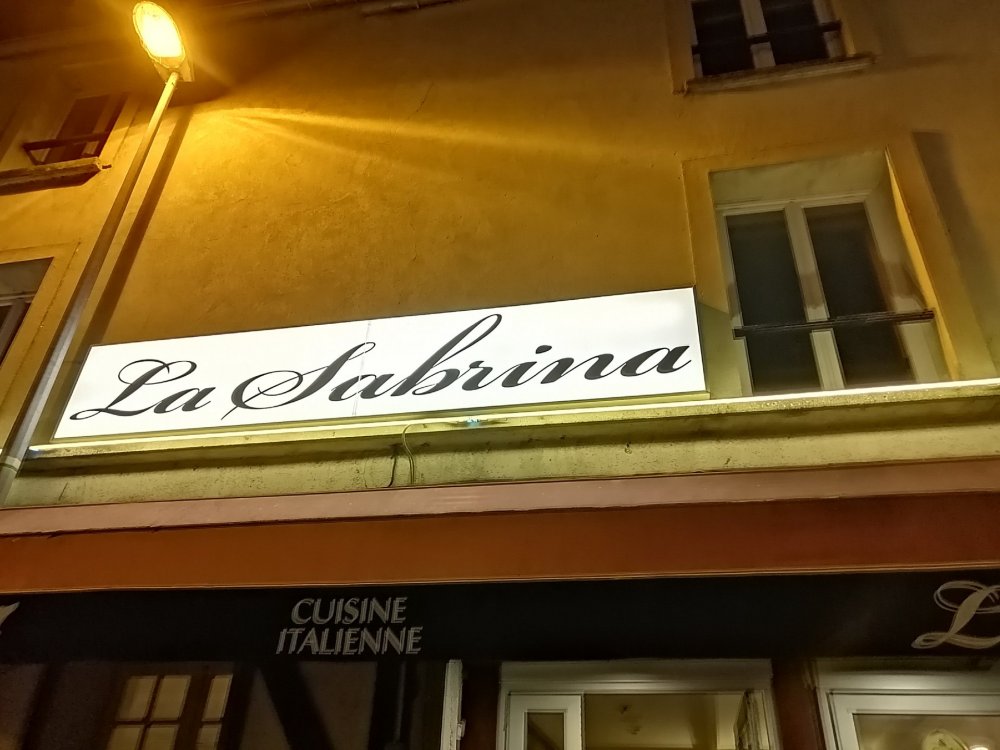 La Sabrina
CUISINE
ITALIENNE
L